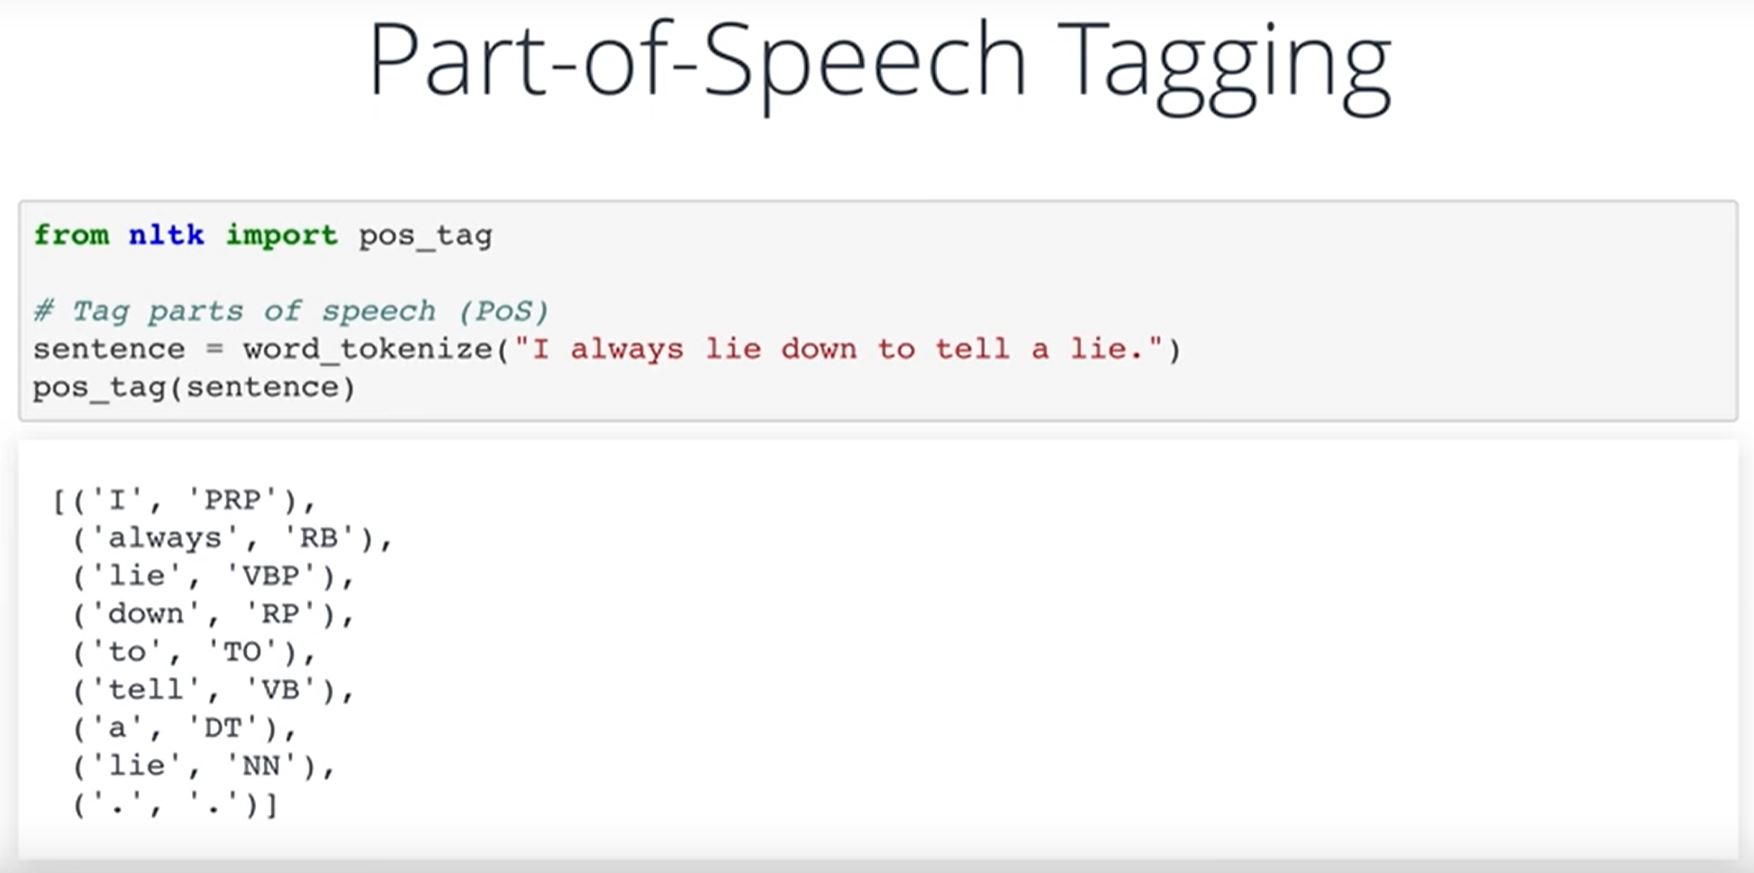 Part-of-Speech Tagging
from nltk import pos_tag
# Tag parts of speech (PoS)
sentence = word_tokenize("I always lie down to tell a lie.")
pos_tag(sentence)
[('I', 'PRP'),
('always', 'RB'),
('lie', 'VBP'),
('down', 'RP'),
('to', 'TO'),
('tell', 'VB'),
('a', 'DT'),
('lie', 'NN'),
('.', '.')]